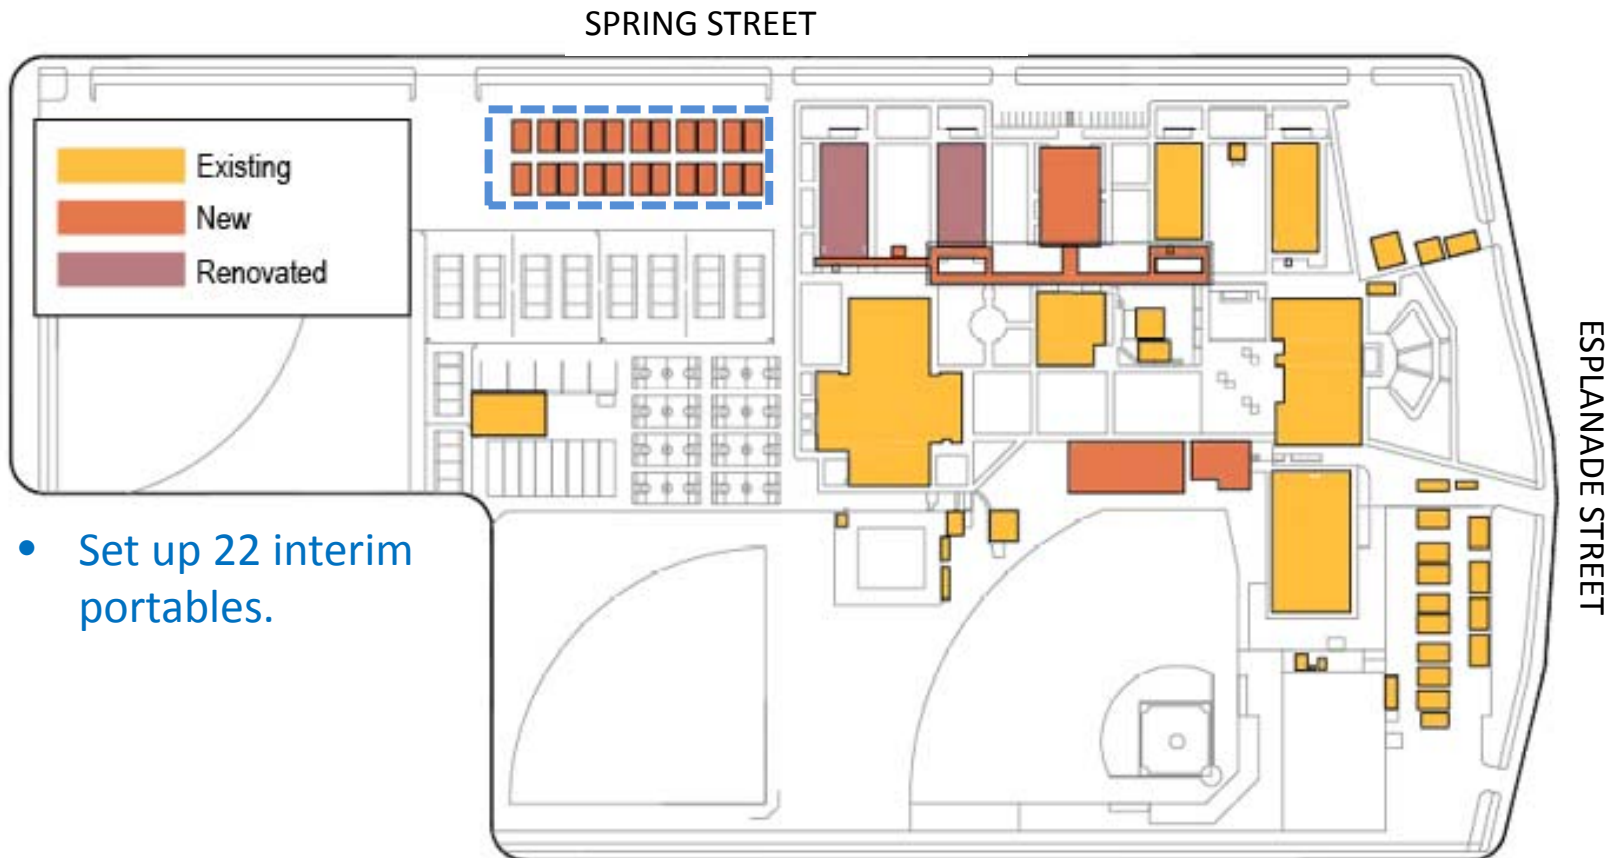 SPRING STREET
Existing
New
Renovated
ESPLANADE STREET
• Set up 22 interim
portables.